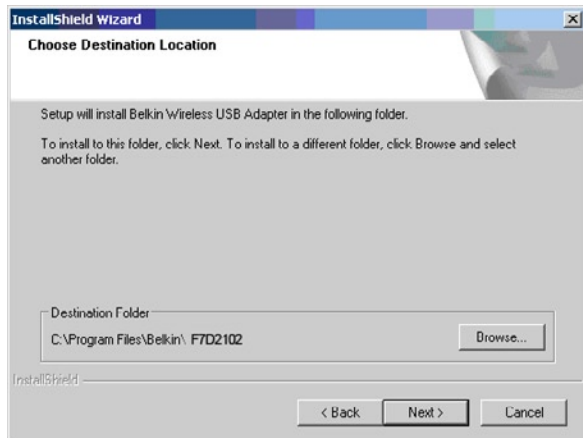 InstallShield Wizard
Choose Destination Location
Setup will install Belkin Wireless USB Adapter in the following folder.
To install to this folder, click Next. To install to a different folder, click Browse and select
another folder.
Destination Folder
C:\Program Files\Belkin\ F7D2102
Browse...
InstallShield
< Back
Next >
Cancel